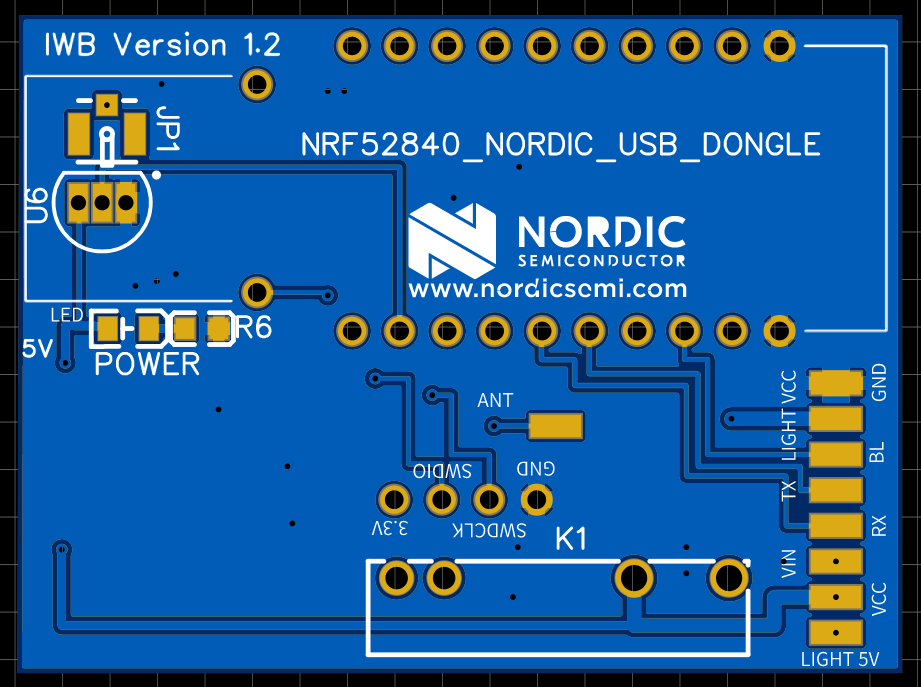 IWB Version 1.2
JP1
NRF52840_NORDIC_USB_DONGLE
U6
NORDIC
SEMICONDUCTOR
www.nordicsemi.com
LED
R6
5V
POWER
ANT
LIGHT VCC
GND
BL
SWDIO
GND
TX
3.3V
SWDCLK
RX
K1
VIN
VCC
LIGHT 5V